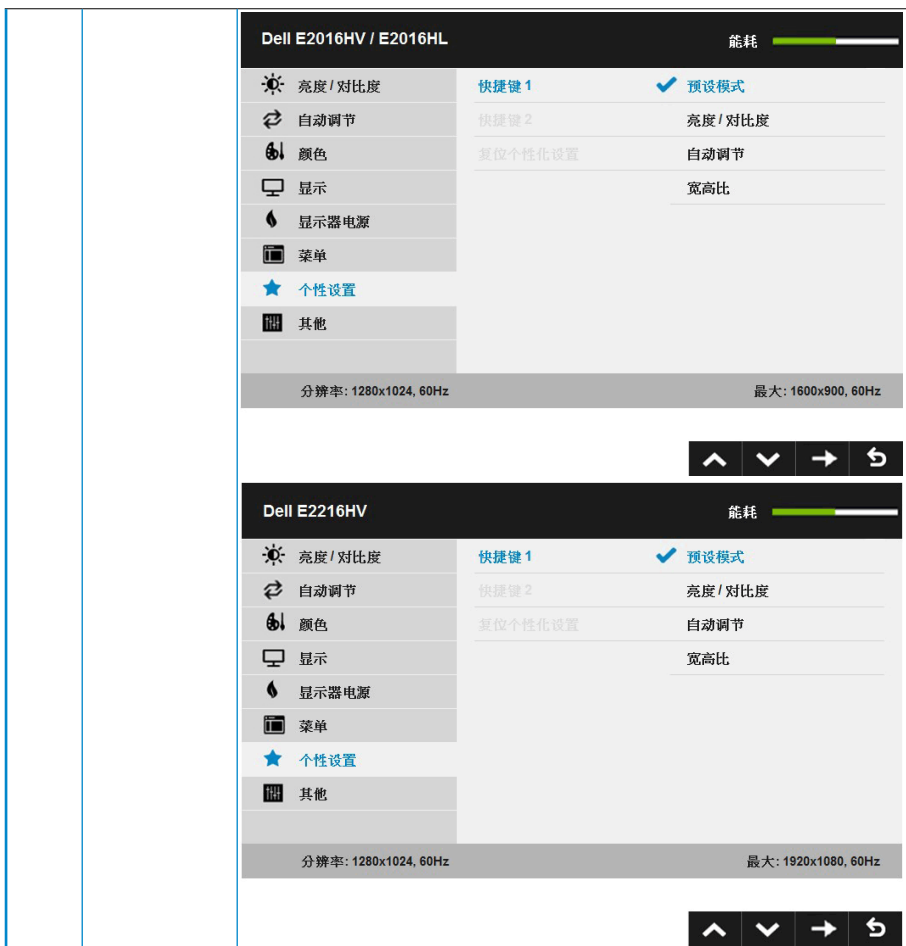 Dell E2016HV / E2016HL 能耗
亮度 / 对比度 快捷键 1 预设模式
自动调节 快捷键 2 亮度 / 对比度
颜色 复位个性化设置 自动调节
显示 宽高比
显示器电源
菜单
个性设置
其他
分辨率: 1280x1024, 60Hz 最大: 1600x900, 60Hz
Dell E2216HV 能耗
亮度 / 对比度 快捷键 1 预设模式
自动调节 快捷键 2 亮度 / 对比度
颜色 复位个性化设置 自动调节
显示 宽高比
显示器电源
菜单
个性设置
其他
分辨率: 1280x1024, 60Hz 最大: 1920x1080, 60Hz